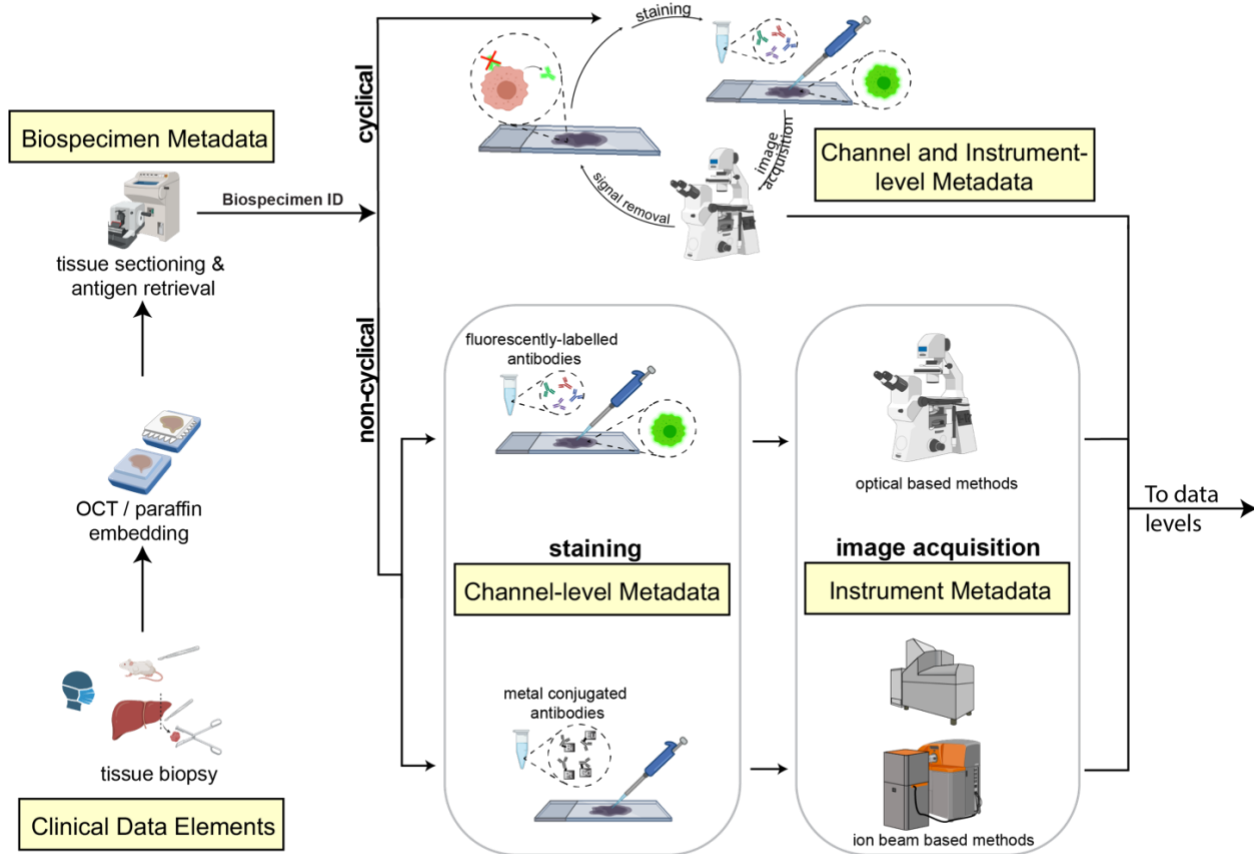 staining
cyclical
image
acquisition
signal removal
Channel and Instrument-
level Metadata
Biospecimen Metadata
Biospecimen ID
tissue sectioning &
antigen retrieval
non-cyclical
fluorescently-labelled
antibodies
optical based methods
OCT / paraffin
embedding
To data
levels
staining
Channel-level Metadata
image acquisition
Instrument Metadata
metal conjugated
antibodies
tissue biopsy
Clinical Data Elements
ion beam based methods